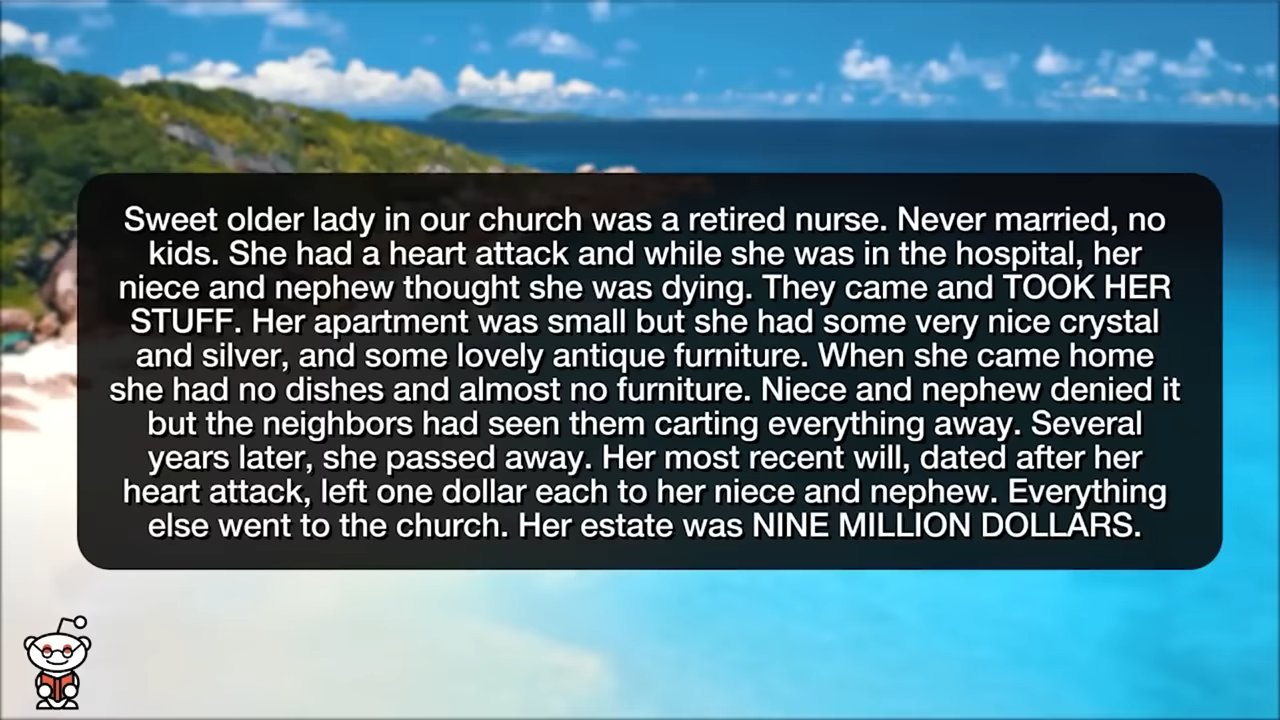 Sweet older lady in our church was a retired nurse. Never married, no
kids. She had a heart attack and while she was in the hospital, her
niece and nephew thought she was dying. They came and TOOK HER
STUFF. Her apartment was small but she had some very nice crystal
and silver, and some lovely antique furniture. When she came home
she had no dishes and almost no furniture. Niece and nephew denied it
but the neighbors had seen them carting everything away. Several
years later, she passed away. Her most recent will, dated after her
heart attack, left one dollar each to her niece and nephew. Everything
else went to the church. Her estate was NINE MILLION DOLLARS.